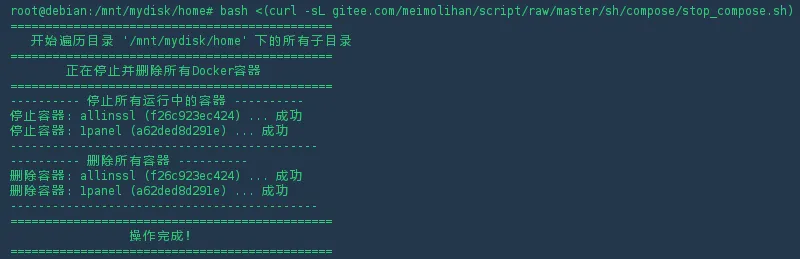 root@debian:/mnt/mydisk/home# bash <(curl -sL gitee.com/meimolihan/script/raw/master/sh/compose/stop_compose.sh)
==============================================
开始遍历目录 '/mnt/mydisk/home' 下的所有子目录
==============================================
正在停止并删除所有Docker容器
==============================================
---------- 停止所有运行中的容器 ----------
停止容器: allinssl (f26c923ec424) ... 成功
停止容器: 1panel (a62ded8d291e) ... 成功
--------------------------------------------
---------- 删除所有容器 ----------
删除容器: allinssl (f26c923ec424) ... 成功
删除容器: 1panel (a62ded8d291e) ... 成功
--------------------------------------------
==============================================
操作完成!
==============================================